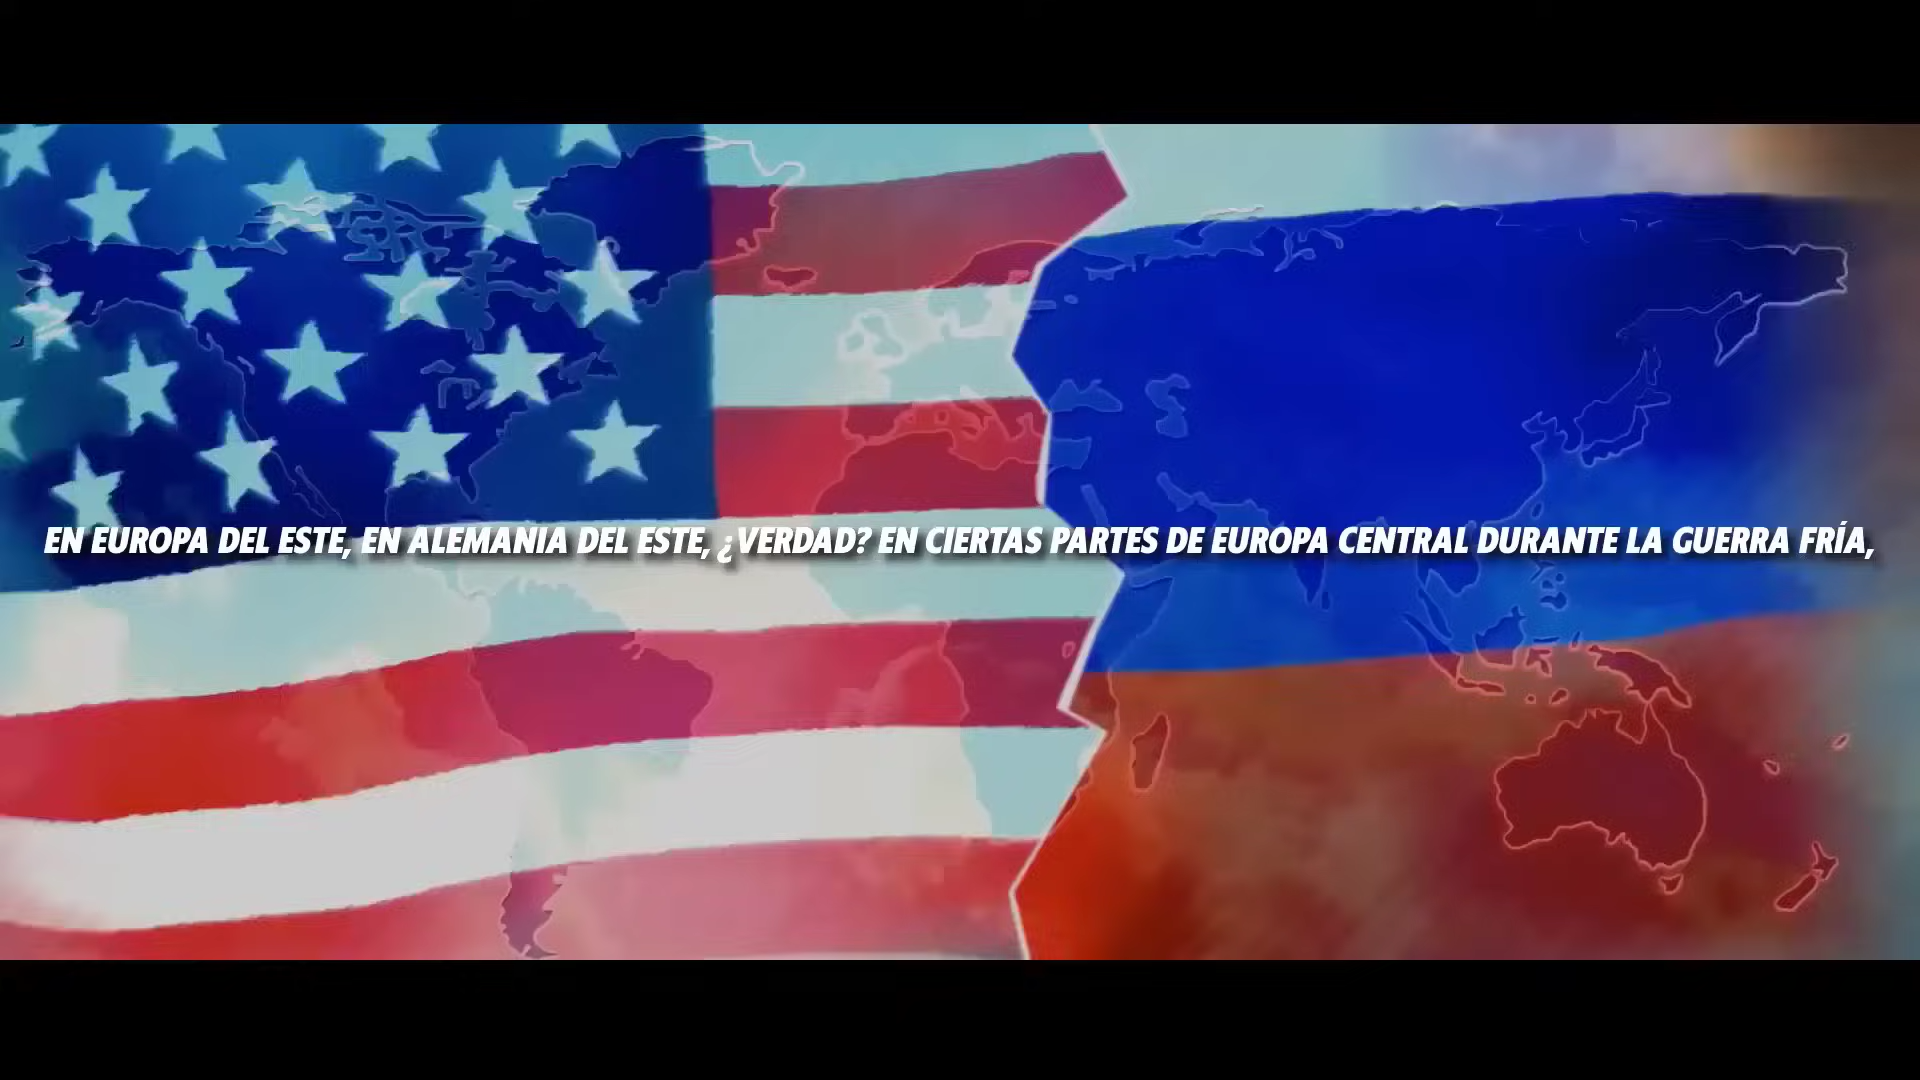 EN EUROPA DEL ESTE, EN ALEMANIA DEL ESTE, ¿VERDAD? EN CIERTAS PARTES DE EUROPA CENTRAL DURANTE LA GUERRA FRÍA,